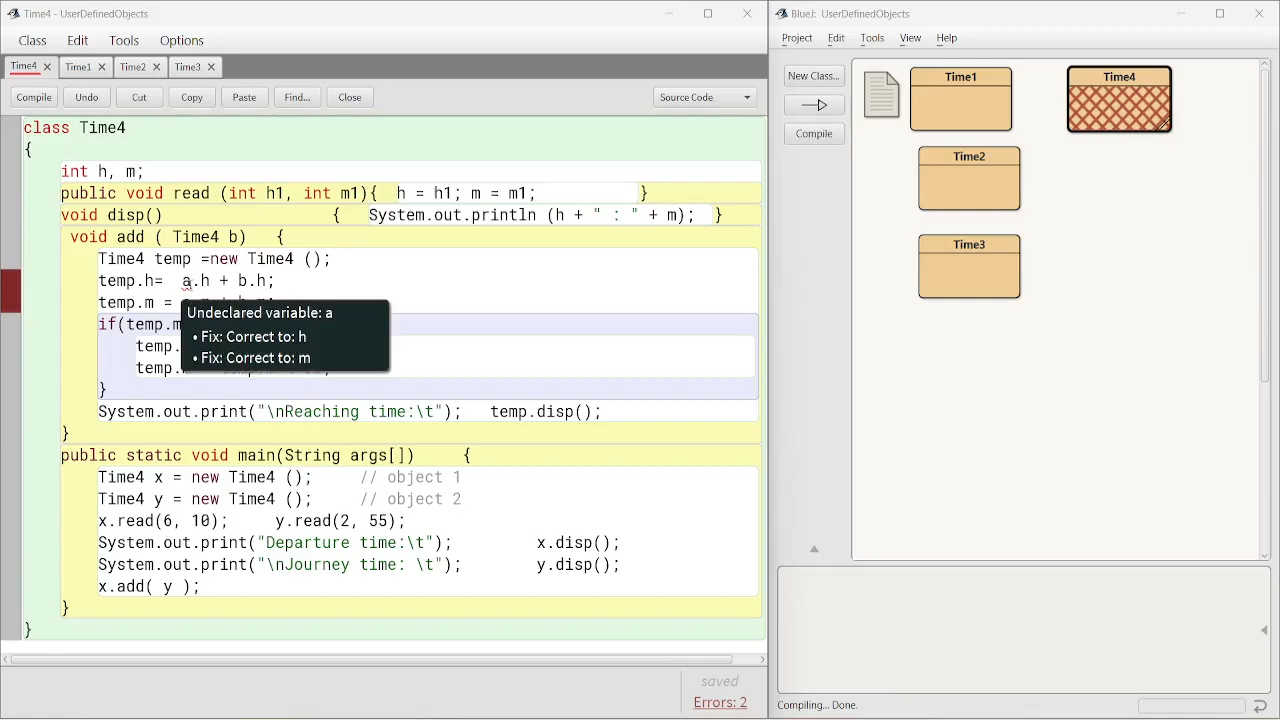 Time4 - UserDefinedObjects
Class Edit Tools Options
Time4 Time1 Time2 Time3
Compile Undo Cut Copy Paste Find... Close Source Code
class Time4
{
int h, m;
public void read (int h1, int m1){ h = h1; m = m1; }
void disp() { System.out.println (h + " : " + m); }
void add ( Time4 b) {
Time4 temp =new Time4 ();
temp.h= a.h + b.h;
temp.m =
Undeclared variable: a
• Fix: Correct to: h
• Fix: Correct to: m
if(temp.m
temp.
temp.
}
System.out.print("\nReaching time:\t"); temp.disp();
}
public static void main(String args[]) {
Time4 x = new Time4 (); // object 1
Time4 y = new Time4 (); // object 2
x.read(6, 10); y.read(2, 55);
System.out.print("Departure time:\t"); x.disp();
System.out.print("\nJourney time: \t"); y.disp();
x.add( y );
}
}
saved
Errors: 2
BlueJ: UserDefinedObjects
Project Edit Tools View Help
New Class...
Compile
Time1
Time4
Time2
Time3
Compiling... Done.